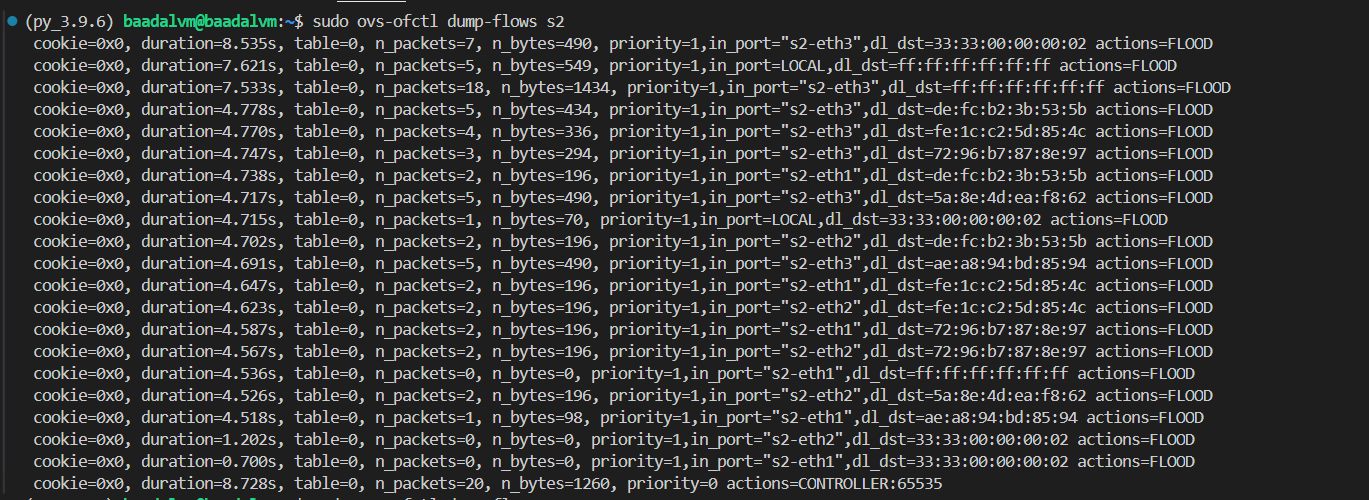 (py_3.9.6) baadalvm@baadalvm:~$ sudo ovs-ofctl dump-flows s2
cookie=0x0, duration=8.535s, table=0, n_packets=7, n_bytes=490, priority=1,in_port="s2-eth3",dl_dst=33:33:00:00:00:02 actions=FLOOD
cookie=0x0, duration=7.621s, table=0, n_packets=5, n_bytes=549, priority=1,in_port=LOCAL,dl_dst=ff:ff:ff:ff:ff:ff actions=FLOOD
cookie=0x0, duration=7.533s, table=0, n_packets=18, n_bytes=1434, priority=1,in_port="s2-eth3",dl_dst=ff:ff:ff:ff:ff:ff actions=FLOOD
cookie=0x0, duration=4.778s, table=0, n_packets=5, n_bytes=434, priority=1,in_port="s2-eth3",dl_dst=de:fc:b2:3b:53:5b actions=FLOOD
cookie=0x0, duration=4.770s, table=0, n_packets=4, n_bytes=336, priority=1,in_port="s2-eth3",dl_dst=fe:1c:c2:5d:85:4c actions=FLOOD
cookie=0x0, duration=4.747s, table=0, n_packets=3, n_bytes=294, priority=1,in_port="s2-eth3",dl_dst=72:96:b7:87:8e:97 actions=FLOOD
cookie=0x0, duration=4.738s, table=0, n_packets=2, n_bytes=196, priority=1,in_port="s2-eth1",dl_dst=de:fc:b2:3b:53:5b actions=FLOOD
cookie=0x0, duration=4.717s, table=0, n_packets=5, n_bytes=490, priority=1,in_port="s2-eth3",dl_dst=5a:8e:4d:ea:f8:62 actions=FLOOD
cookie=0x0, duration=4.715s, table=0, n_packets=1, n_bytes=70, priority=1,in_port=LOCAL,dl_dst=33:33:00:00:00:02 actions=FLOOD
cookie=0x0, duration=4.702s, table=0, n_packets=2, n_bytes=196, priority=1,in_port="s2-eth2",dl_dst=de:fc:b2:3b:53:5b actions=FLOOD
cookie=0x0, duration=4.691s, table=0, n_packets=5, n_bytes=490, priority=1,in_port="s2-eth3",dl_dst=ae:a8:94:bd:85:94 actions=FLOOD
cookie=0x0, duration=4.647s, table=0, n_packets=2, n_bytes=196, priority=1,in_port="s2-eth1",dl_dst=fe:1c:c2:5d:85:4c actions=FLOOD
cookie=0x0, duration=4.623s, table=0, n_packets=2, n_bytes=196, priority=1,in_port="s2-eth2",dl_dst=fe:1c:c2:5d:85:4c actions=FLOOD
cookie=0x0, duration=4.587s, table=0, n_packets=2, n_bytes=196, priority=1,in_port="s2-eth1",dl_dst=72:96:b7:87:8e:97 actions=FLOOD
cookie=0x0, duration=4.567s, table=0, n_packets=2, n_bytes=196, priority=1,in_port="s2-eth2",dl_dst=72:96:b7:87:8e:97 actions=FLOOD
cookie=0x0, duration=4.536s, table=0, n_packets=0, n_bytes=0, priority=1,in_port="s2-eth1",dl_dst=ff:ff:ff:ff:ff:ff actions=FLOOD
cookie=0x0, duration=4.526s, table=0, n_packets=2, n_bytes=196, priority=1,in_port="s2-eth2",dl_dst=5a:8e:4d:ea:f8:62 actions=FLOOD
cookie=0x0, duration=4.518s, table=0, n_packets=1, n_bytes=98, priority=1,in_port="s2-eth1",dl_dst=ae:a8:94:bd:85:94 actions=FLOOD
cookie=0x0, duration=1.202s, table=0, n_packets=0, n_bytes=0, priority=1,in_port="s2-eth2",dl_dst=33:33:00:00:00:02 actions=FLOOD
cookie=0x0, duration=0.700s, table=0, n_packets=0, n_bytes=0, priority=1,in_port="s2-eth1",dl_dst=33:33:00:00:00:02 actions=FLOOD
cookie=0x0, duration=8.728s, table=0, n_packets=20, n_bytes=1260, priority=0 actions=CONTROLLER:65535